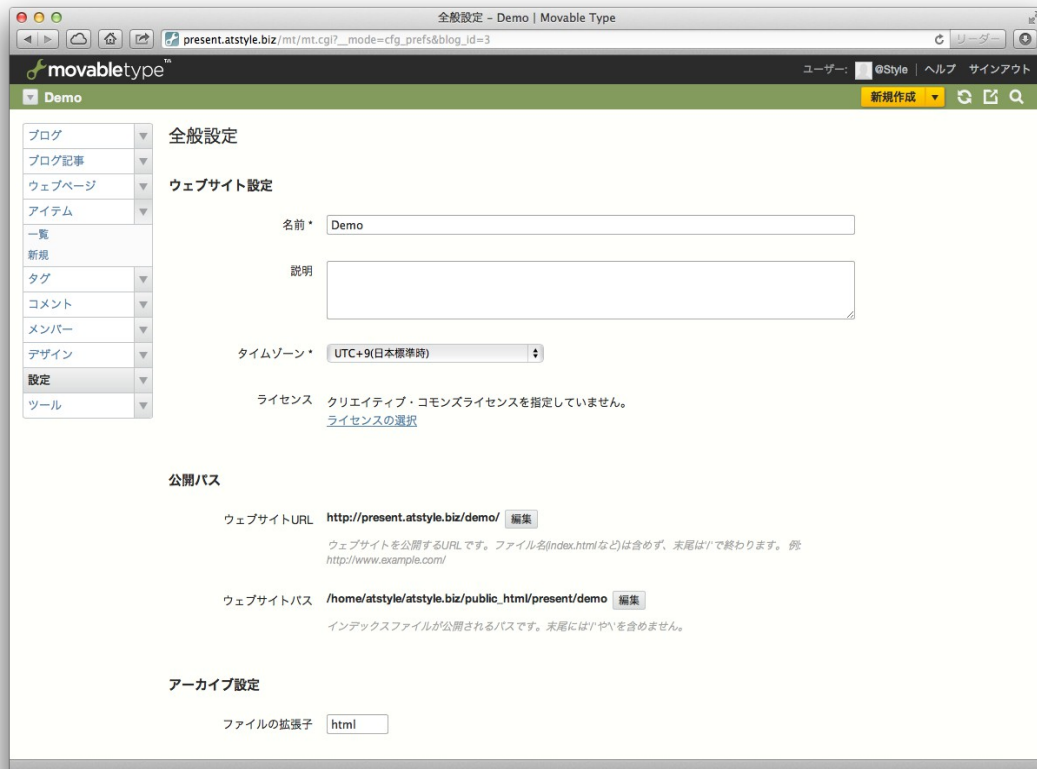 全般設定 – Demo | Movable Type
present.atstyle.biz/mt/mt.cgi?__mode=cfg_prefs&blog_id=3
リーダー
movabletype™
ユーザー: @Style | ヘルプ サインアウト
Demo
新規作成
ブログ
ブログ記事
ウェブページ
アイテム
一覧
新規
タグ
コメント
メンバー
デザイン
設定
ツール
全般設定
ウェブサイト設定
名前 * Demo
説明
タイムゾーン * UTC+9(日本標準時)
ライセンス クリエイティブ・コモンズライセンスを指定していません。
ライセンスの選択
公開パス
ウェブサイトURL http://present.atstyle.biz/demo/ 編集
ウェブサイトを公開するURLです。ファイル名(index.htmlなど)は含めず、末尾は'/'で終わります。 例:
http://www.example.com/
ウェブサイトパス /home/atstyle/atstyle.biz/public_html/present/demo 編集
インデックスファイルが公開されるパスです。末尾には'/'や'\'を含めません。
アーカイブ設定
ファイルの拡張子 html